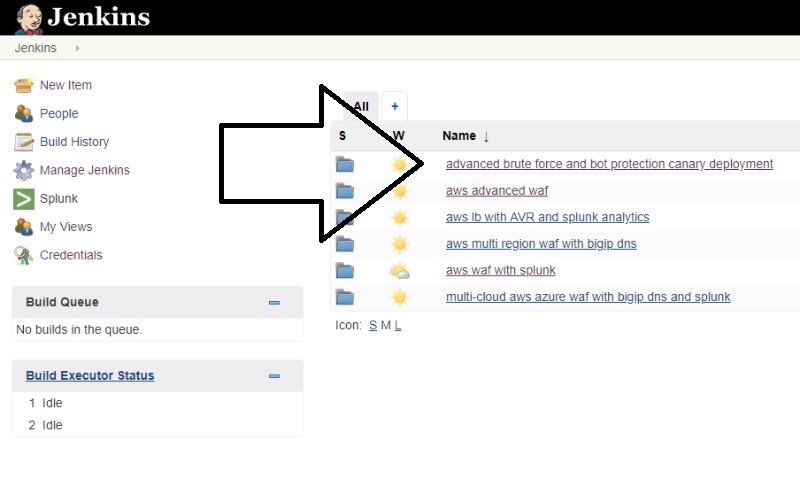 Jenkins
Jenkins
New Item
People
Build History
Manage Jenkins
Splunk
My Views
Credentials
Build Queue
No builds in the queue.
Build Executor Status
1 Idle
2 Idle
All +
S W Name ↓
advanced brute force and bot protection canary deployment
aws advanced waf
aws lb with AVR and splunk analytics
aws multi region waf with bigip dns
aws waf with splunk
multi-cloud aws azure waf with bigip dns and splunk
Icon: S M L